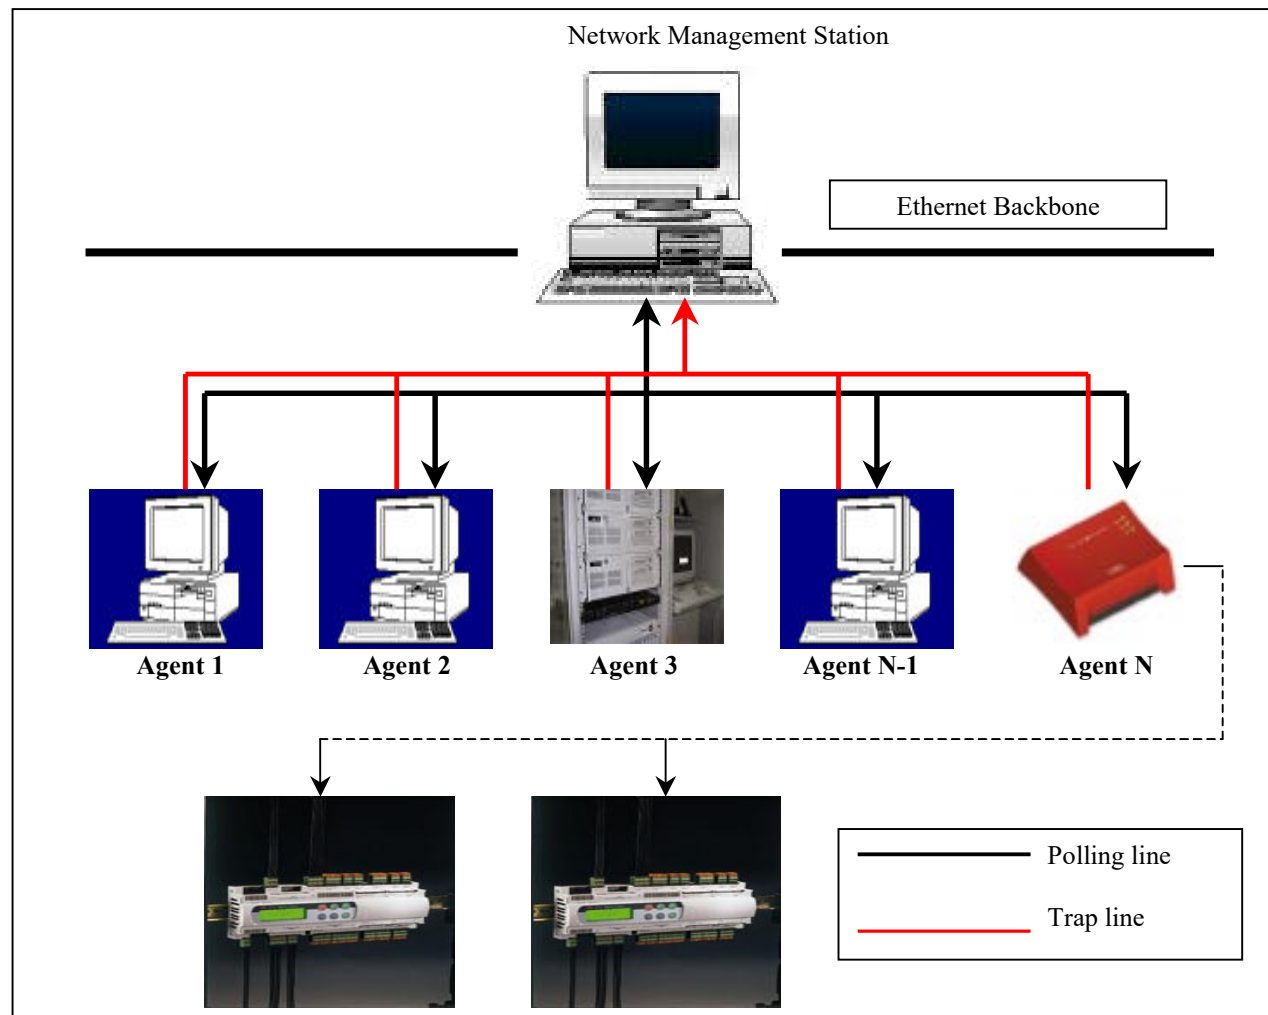 Network Management Station
Ethernet Backbone
Agent 1
Agent 2
Agent 3
Agent N-1
Agent N
Polling line
Trap line